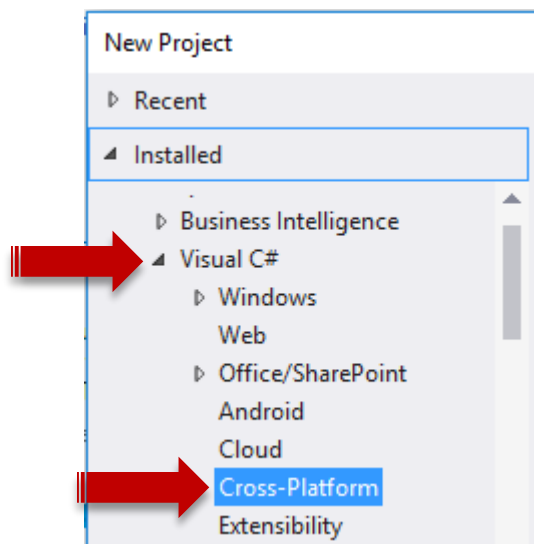 New Project
Recent
Installed
Business Intelligence
Visual C#
Windows
Web
Office/SharePoint
Android
Cloud
Cross-Platform
Extensibility